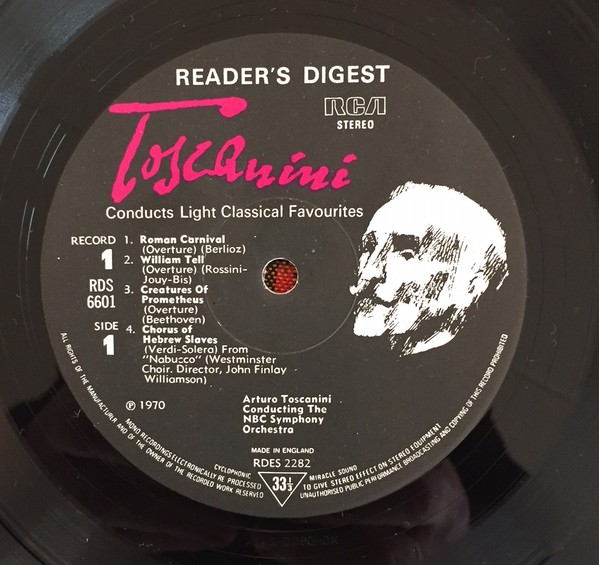 READER'S DIGEST
RCA
STEREO
Toscanini
Conducts Light Classical Favourites
RECORD 1
RDS
6601
SIDE
1
1. Roman Carnival
(Overture) (Berlioz)
2. William Tell
(Overture) (Rossini-
Jouy-Bis)
3. Creatures Of
Prometheus
(Overture)
(Beethoven)
4. Chorus of
Hebrew Slaves
(Verdi-Solera) From
"Nabucco" (Westminster
Choir. Director, John Finlay
Williamson)
℗ 1970
Arturo Toscanini
Conducting The
NBC Symphony
Orchestra
MADE IN ENGLAND
RDES 2282
CYCLOPHONIC
33⅓
MIRACLE SOUND
MONO RECORDINGS ELECTRONICALLY RE PROCESSED
TO GIVE STEREO EFFECT ON STEREO EQUIPMENT
ALL RIGHTS OF THE MANUFACTURER AND OF THE OWNER OF THE RECORDED WORK RESERVED
UNAUTHORISED PUBLIC PERFORMANCE BROADCASTING AND COPYING OF THIS RECORD PROHIBITED